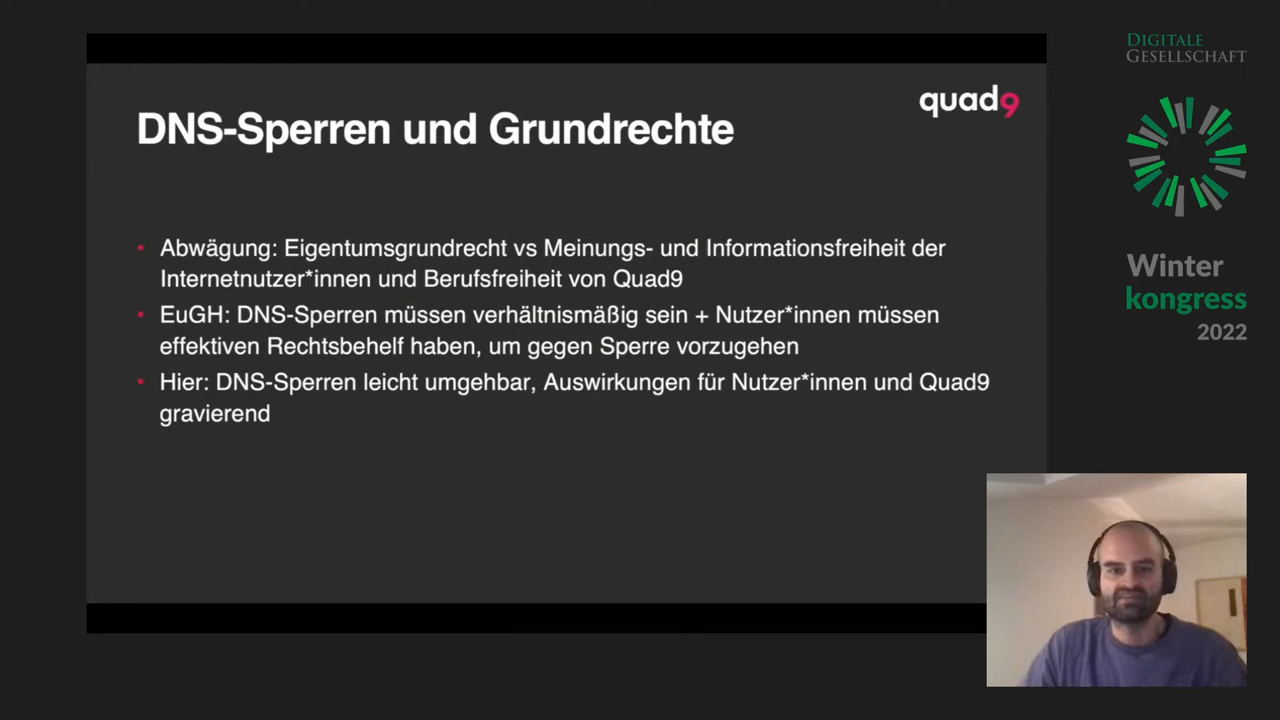 DIGITALE
GESELLSCHAFT
quad9
DNS-Sperren und Grundrechte
Abwägung: Eigentumsgrundrecht vs Meinungs- und Informationsfreiheit der
Internetnutzer*innen und Berufsfreiheit von Quad9
EuGH: DNS-Sperren müssen verhältnismäßig sein + Nutzer*innen müssen
effektiven Rechtsbehelf haben, um gegen Sperre vorzugehen
Hier: DNS-Sperren leicht umgehbar, Auswirkungen für Nutzer*innen und Quad9
gravierend
Winter
kongress
2022